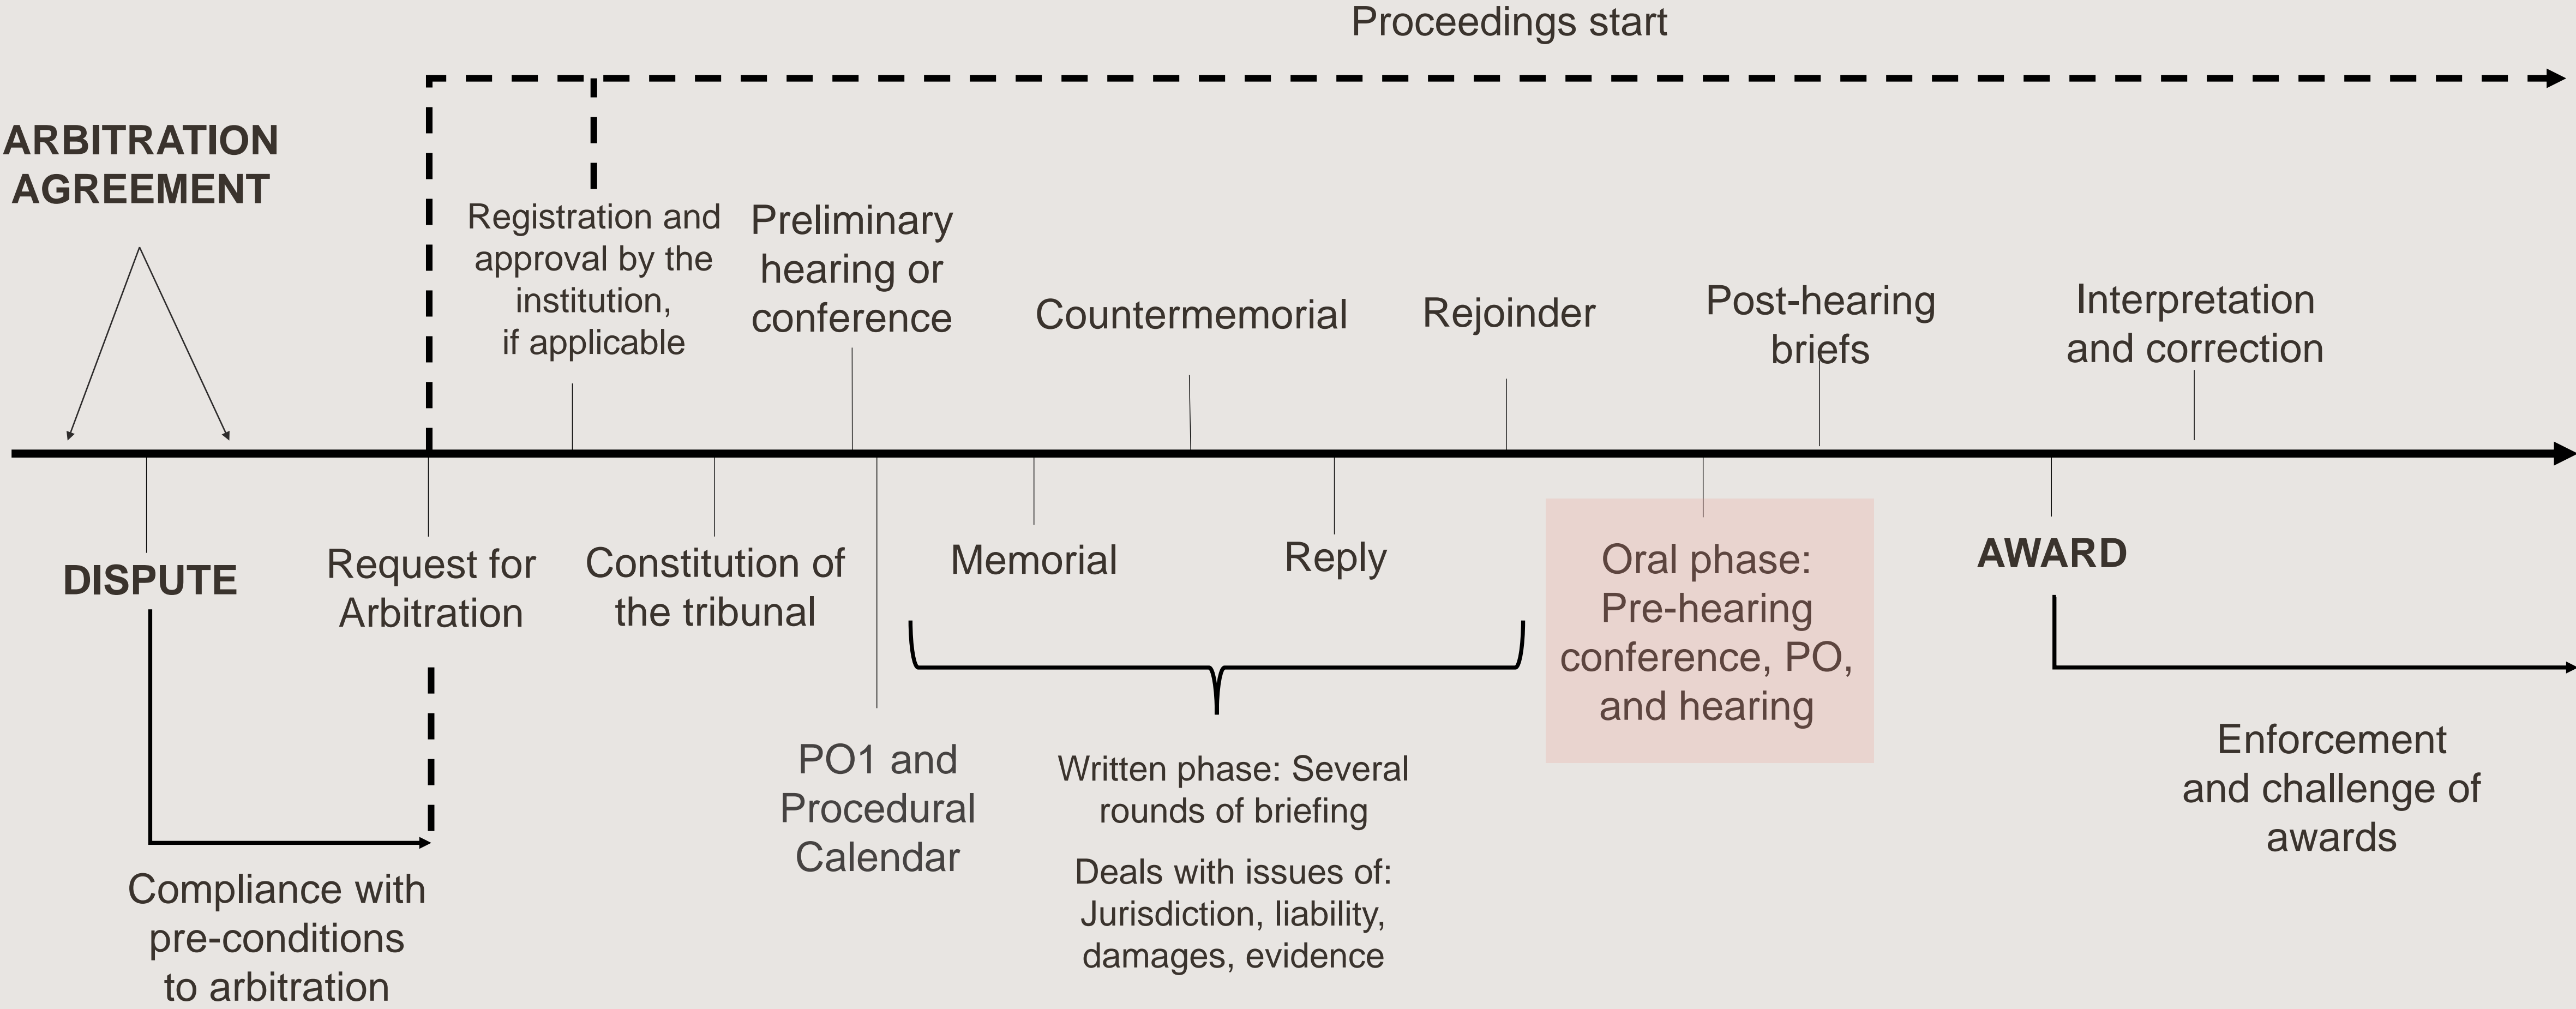 Proceedings start
ARBITRATION
AGREEMENT
Registration and
approval by the
institution,
if applicable
Preliminary
hearing or
conference
Countermemorial
Rejoinder
Post-hearing
briefs
Interpretation
and correction
DISPUTE
Request for
Arbitration
Constitution of
the tribunal
Memorial
Reply
Oral phase:
Pre-hearing
conference, PO,
and hearing
AWARD
Compliance with
pre-conditions
to arbitration
PO1 and
Procedural
Calendar
Written phase: Several
rounds of briefing
Deals with issues of:
Jurisdiction, liability,
damages, evidence
Enforcement
and challenge of
awards